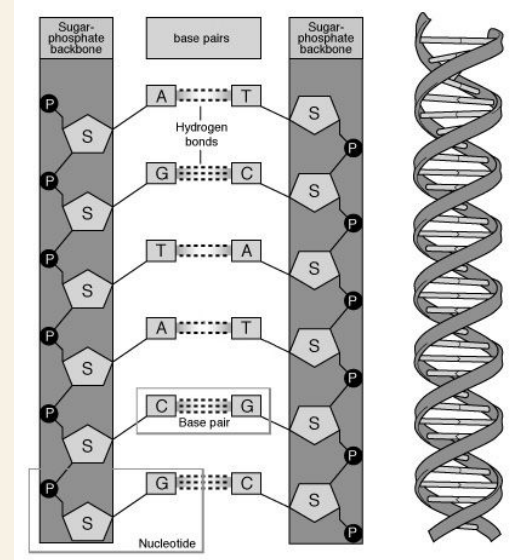 Sugar-
phosphate
backbone
base pairs
Sugar-
phosphate
backbone
P
A
T
S
S
Hydrogen
bonds
P
P
G
C
S
S
P
P
T
A
S
S
P
P
A
T
S
S
P
P
C
G
Base pair
S
S
P
P
G
C
S
S
P
Nucleotide